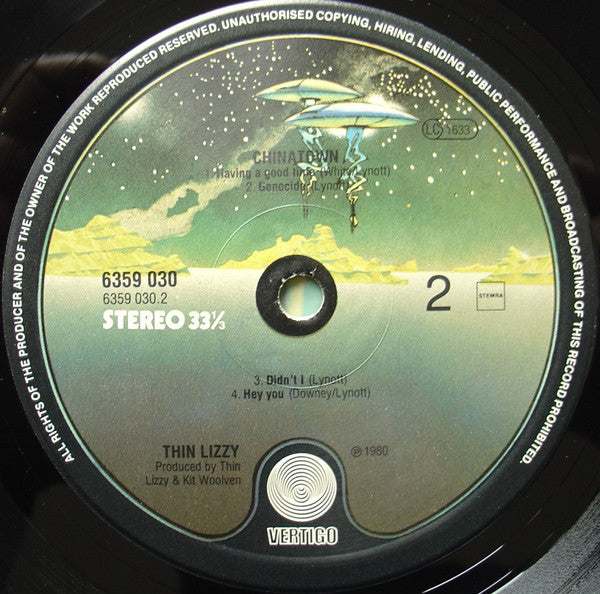 ALL RIGHTS OF THE PRODUCER AND OF THE OWNER OF THE WORK REPRODUCED RESERVED. UNAUTHORISED COPYING, HIRING, LENDING, PUBLIC PERFORMANCE AND BROADCASTING OF THIS RECORD PROHIBITED.
LC 1633
CHINATOWN
1. Having a good time (White/Lynott)
2. Genocide (Lynott)
6359 030
6359 030.2
STEREO 33⅓
2
STEMRA
3. Didn't I (Lynott)
4. Hey you (Downey/Lynott)
THIN LIZZY
Produced by Thin
Lizzy & Kit Woolven
℗ 1980
VERTIGO